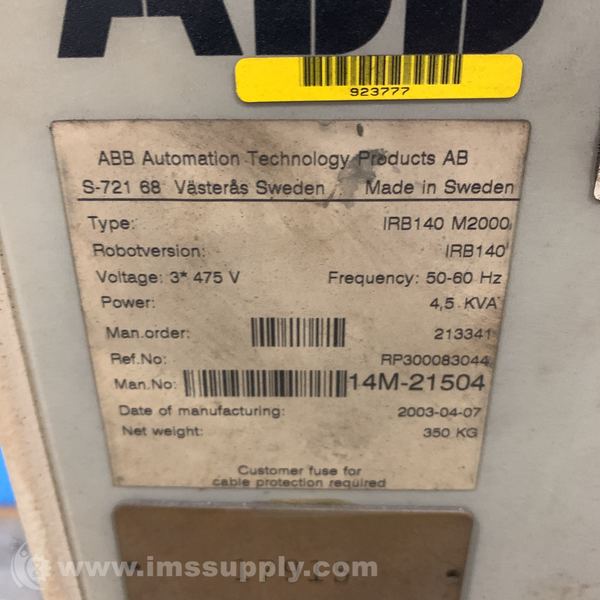 ABB
923777
ABB Automation Technology Products AB
S-721 68 Västerås Sweden Made in Sweden
Type: IRB140 M2000
Robotversion: IRB140
Voltage: 3* 475 V Frequency: 50-60 Hz
Power: 4,5 KVA
Man.order: 213341
Ref.No: RP300083044
Man.No: 14M-21504
Date of manufacturing: 2003-04-07
Net weight: 350 KG
Customer fuse for
cable protection required
www.imssupply.com